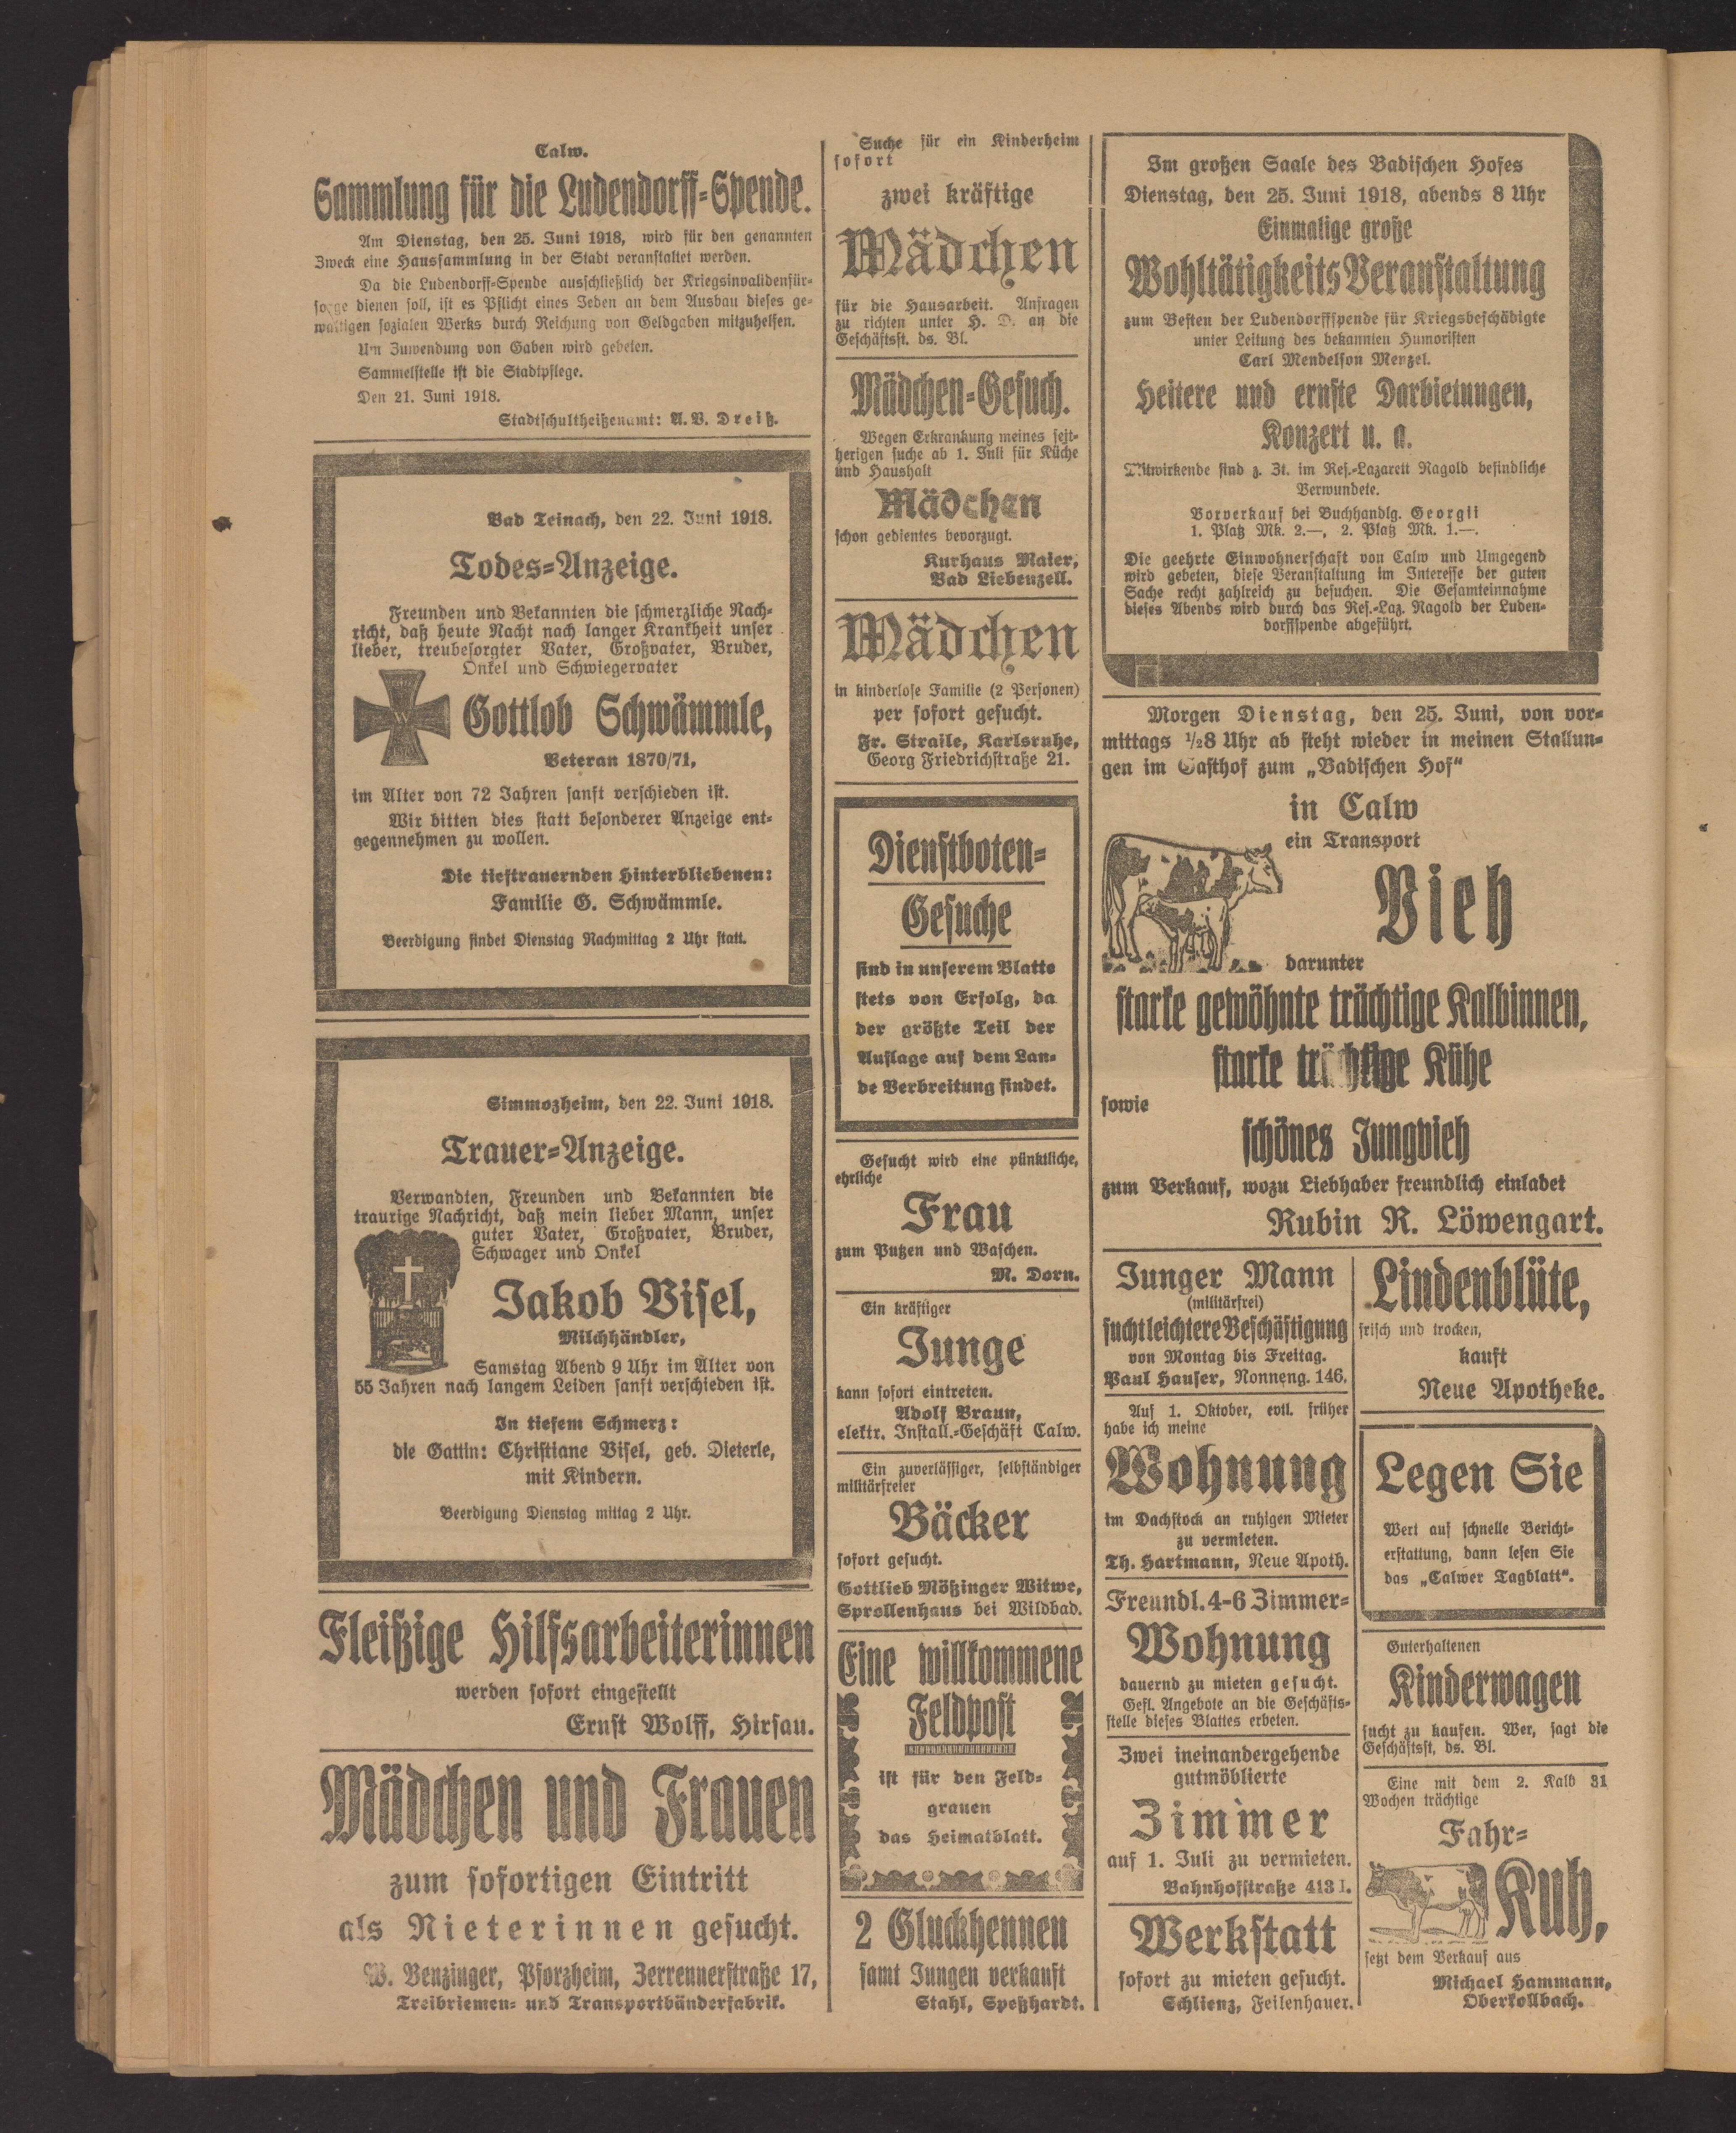 Calw.
Sammlung für die Ludendorff-Spende.
Am Dienstag, den 25. Juni 1918, wird für den genannten
Zweck eine Haussammlung in der Stadt veranstaltet werden.
Da die Ludendorff-Spende ausschließlich der Kriegsinvalidenfür-
sorge dienen soll, ist es Pflicht eines Jeden an dem Ausbau dieses ge-
waltigen sozialen Werks durch Reichung von Geldgaben mitzuhelfen.
Um Zuwendung von Gaben wird gebeten.
Sammelstelle ist die Stadtpflege.
Den 21. Juni 1918.
Stadtschultheißenamt: A. V. Dreiß.
Bad Teinach, den 22. Juni 1918.
Todes-Anzeige.
Freunden und Bekannten die schmerzliche Nach-
richt, daß heute Nacht nach langer Krankheit unser
lieber, treubesorgter Vater, Großvater, Bruder,
Onkel und Schwiegervater
Gottlob Schwämmle,
Veteran 1870/71,
im Alter von 72 Jahren sanft verschieden ist.
Wir bitten dies statt besonderer Anzeige ent-
gegennehmen zu wollen.
Die tieftrauernden Hinterbliebenen:
Familie G. Schwämmle.
Beerdigung findet Dienstag Nachmittag 2 Uhr statt.
Simmozheim, den 22. Juni 1918.
Trauer-Anzeige.
Verwandten, Freunden und Bekannten die
traurige Nachricht, daß mein lieber Mann, unser
guter Vater, Großvater, Bruder,
Schwager und Onkel
Jakob Visel,
Milchhändler,
Samstag Abend 9 Uhr im Alter von
55 Jahren nach langem Leiden sanft verschieden ist.
In tiefem Schmerz:
die Gattin: Christiane Visel, geb. Dieterle,
mit Kindern.
Beerdigung Dienstag mittag 2 Uhr.
Fleißige Hilfsarbeiterinnen
werden sofort eingestellt
Ernst Wolff, Hirsau.
Mädchen und Frauen
zum sofortigen Eintritt
als Nieterinnen gesucht.
W. Benzinger, Pforzheim, Zerrennerstraße 17,
Treibriemen- und Transportbänderfabrik.
Suche für ein Kinderheim
sofort
zwei kräftige
Mädchen
für die Hausarbeit. Anfragen
zu richten unter H. D. an die
Geschäftsst. ds. Bl.
Mädchen-Gesuch.
Wegen Erkrankung meines seit-
herigen suche ab 1. Juli für Küche
und Haushalt
Mädchen
schon gedientes bevorzugt.
Kurhaus Maier,
Bad Liebenzell.
Mädchen
in kinderlose Familie (2 Personen)
per sofort gesucht.
Fr. Straile, Karlsruhe,
Georg Friedrichstraße 21.
Dienstboten-
Gesuche
sind in unserem Blatte
stets von Erfolg, da
der größte Teil der
Auflage auf dem Lan-
de Verbreitung findet.
Gesucht wird eine pünktliche,
ehrliche
Frau
zum Putzen und Waschen.
M. Dorn.
Ein kräftiger
Junge
kann sofort eintreten.
Adolf Braun,
elektr. Install.-Geschäft Calw.
Ein zuverlässiger, selbständiger
militärfreier
Bäcker
sofort gesucht.
Gottlieb Mößinger Witwe,
Sprollenhaus bei Wildbad.
Eine willkommene
Feldpost
ist für den Feld-
grauen
das Heimatblatt.
2 Gluckhennen
samt Jungen verkauft
Stahl, Speßhardt.
Im großen Saale des Badischen Hofes
Dienstag, den 25. Juni 1918, abends 8 Uhr
Einmalige große
Wohltätigkeits Veranstaltung
zum Besten der Ludendorffspende für Kriegsbeschädigte
unter Leitung des bekannten Humoristen
Carl Mendelson Menzel.
Heitere und ernste Darbietungen,
Konzert u. a.
Mitwirkende sind z. Zt. im Res.-Lazarett Nagold befindliche
Verwundete.
Vorverkauf bei Buchhandlg. Georgii
1. Platz Mk. 2.—, 2. Platz Mk. 1.—.
Die geehrte Einwohnerschaft von Calw und Umgegend
wird gebeten, diese Veranstaltung im Interesse der guten
Sache recht zahlreich zu besuchen. Die Gesamteinnahme
dieses Abends wird durch das Res.-Laz. Nagold der Luden-
dorffspende abgeführt.
Morgen Dienstag, den 25. Juni, von vor-
mittags ½8 Uhr ab steht wieder in meinen Stallun-
gen im Gasthof zum „Badischen Hof“
in Calw
ein Transport
Vieh
darunter
starke gewöhnte trächtige Kalbinnen,
starke trächtige Kühe
sowie
schönes Jungvieh
zum Verkauf, wozu Liebhaber freundlich einladet
Rubin R. Löwengart.
Junger Mann
(militärfrei)
sucht leichtere Beschäftigung
von Montag bis Freitag.
Paul Hauser, Nonneng. 146.
Auf 1. Oktober, evtl. früher
habe ich meine
Wohnung
im Dachstock an ruhigen Mieter
zu vermieten.
Th. Hartmann, Neue Apoth.
Freundl. 4-6 Zimmer-
Wohnung
dauernd zu mieten gesucht.
Gefl. Angebote an die Geschäfts-
stelle dieses Blattes erbeten.
Zwei ineinandergehende
gutmöblierte
Zimmer
auf 1. Juli zu vermieten.
Bahnhofstraße 413 I.
Werkstatt
sofort zu mieten gesucht.
Schlienz, Feilenhauer.
Lindenblüte,
frisch und trocken,
kauft
Neue Apotheke.
Legen Sie
Wert auf schnelle Bericht-
erstattung, dann lesen Sie
das „Calwer Tagblatt“.
Guterhaltenen
Kinderwagen
sucht zu kaufen. Wer, sagt die
Geschäftsst. ds. Bl.
Eine mit dem 2. Kalb 31
Wochen trächtige
Fahr-
Kuh,
setzt dem Verkauf aus
Michael Hammann,
Oberkollbach.